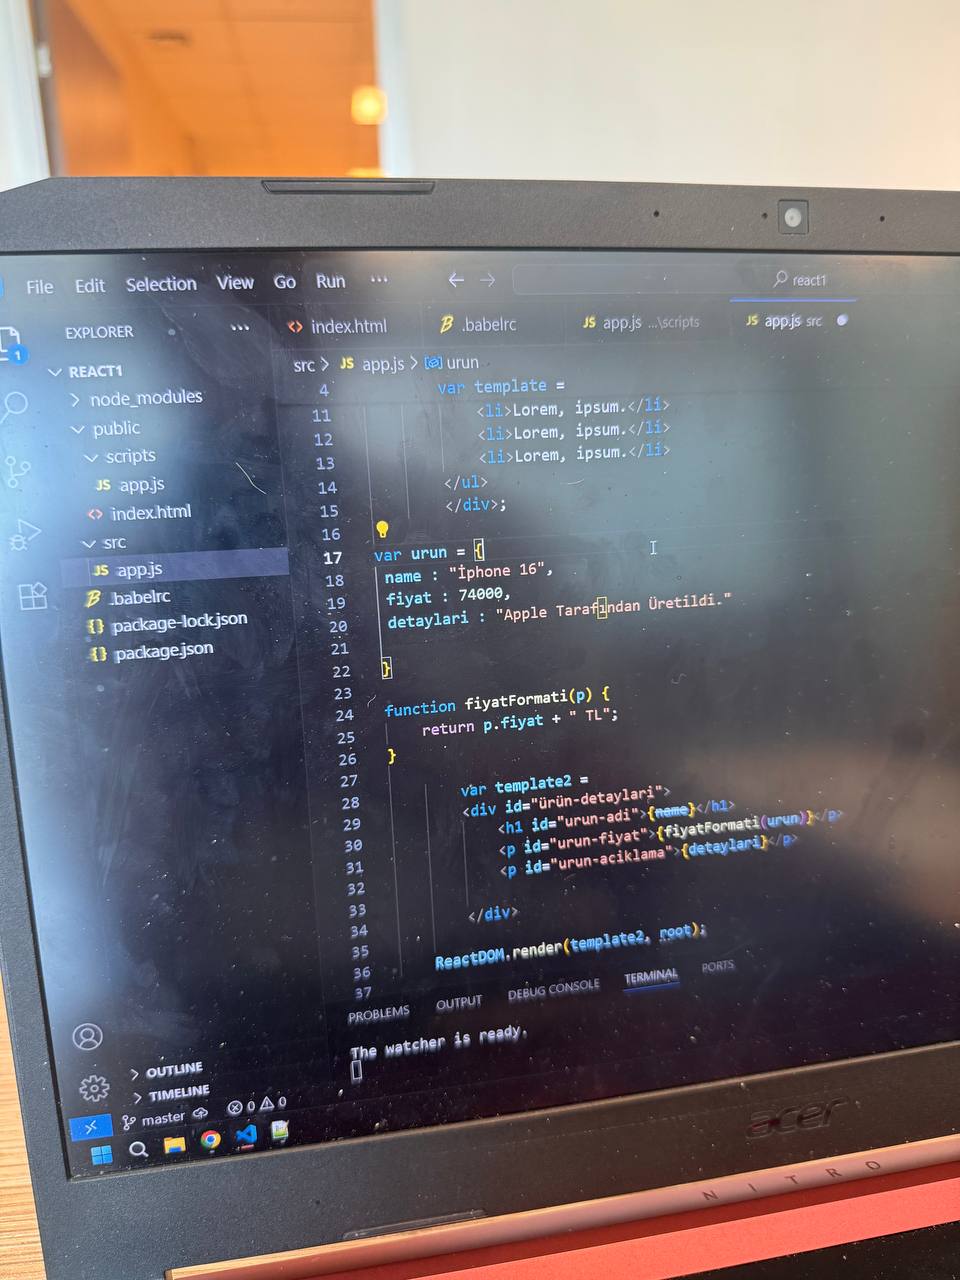 File Edit Selection View Go Run ... react1
EXPLORER ...
index.html .babelrc JS app.js ...\scripts JS app.js src
src > JS app.js > urun
REACT1
node_modules
public
scripts
JS app.js
index.html
src
JS app.js
.babelrc
{} package-lock.json
{} package.json
4 var template =
11 <li>Lorem, ipsum.</li>
12 <li>Lorem, ipsum.</li>
13 <li>Lorem, ipsum.</li>
14 </ul>
15 </div>;
16
17 var urun = {
18 name : "İphone 16",
19 fiyat : 74000,
20 detaylari : "Apple Tarafından Üretildi."
21
22 }
23
24 function fiyatFormati(p) {
25 return p.fiyat + " TL";
26 }
27
28 var template2 =
29 <div id="ürün-detaylari">
30 <h1 id="urun-adi">{name}</h1>
31 <p id="urun-fiyat">{fiyatFormati(urun)}</p>
32 <p id="urun-aciklama">{detaylari}</p>
33
34 </div>
35
36 ReactDOM.render(template2, root);
37
PROBLEMS OUTPUT DEBUG CONSOLE TERMINAL PORTS
The watcher is ready.
OUTLINE
TIMELINE
master 0 0
acer
NITRO